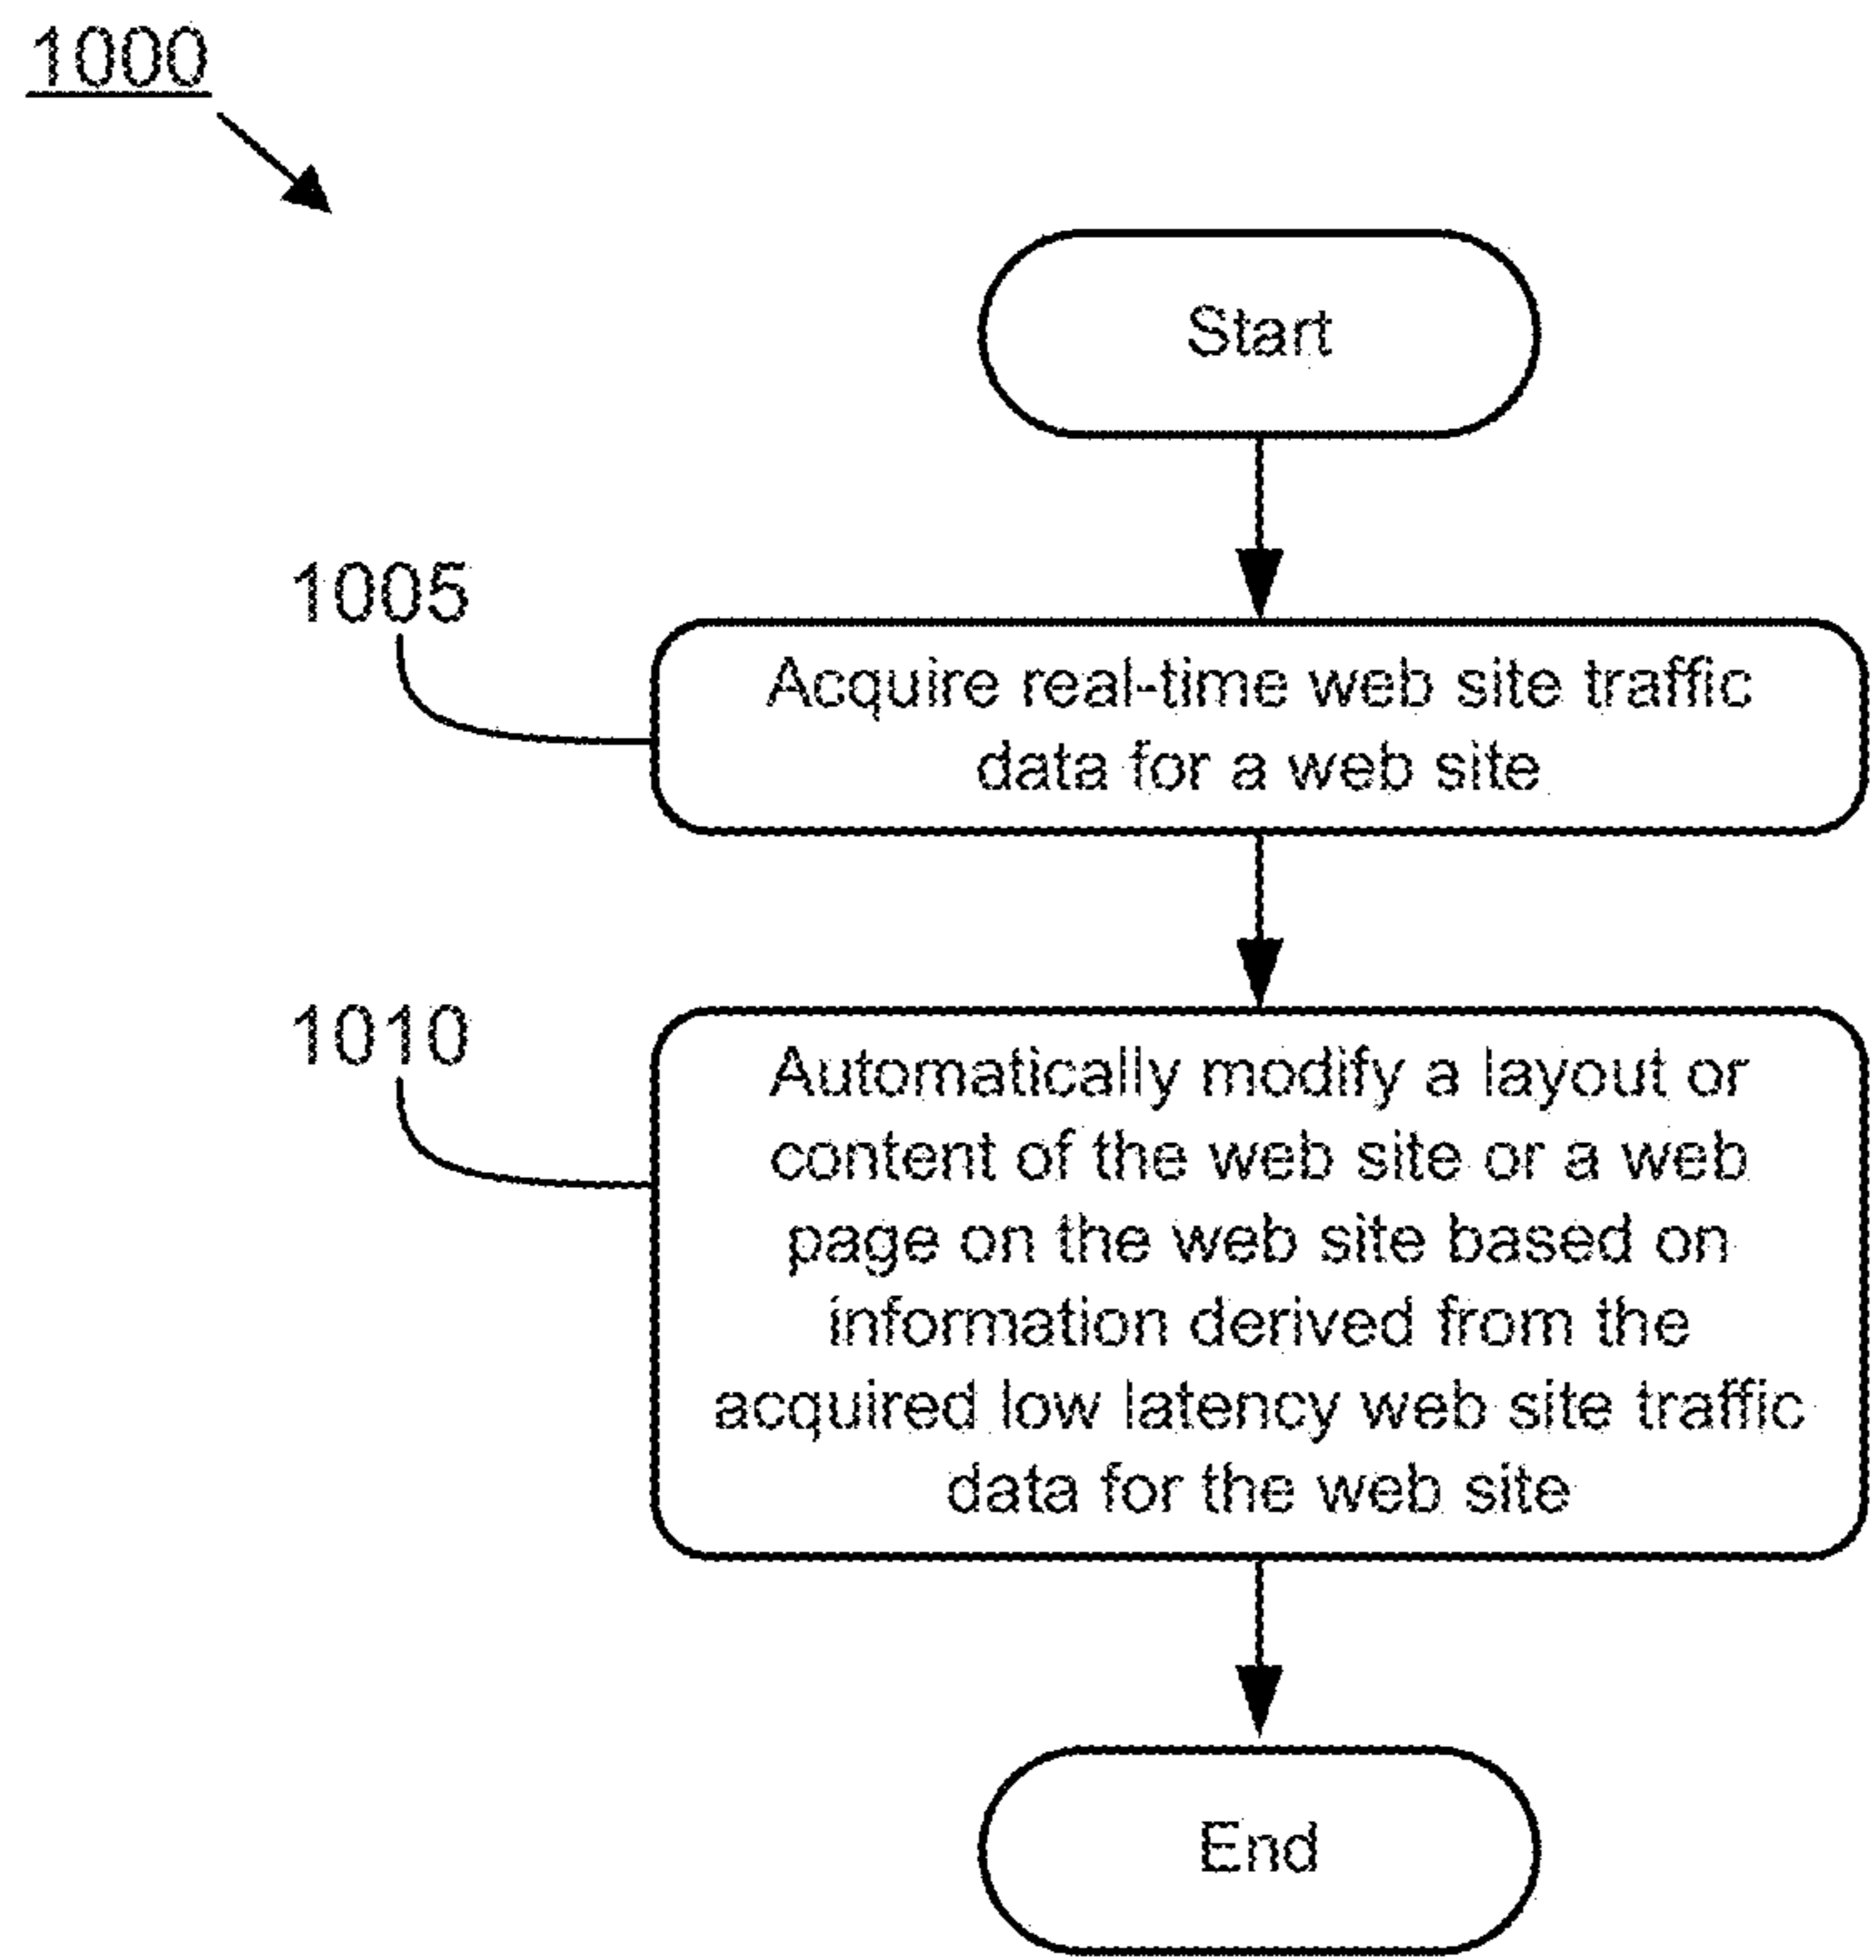 1000
Start
1005
Acquire real-time web site traffic
data for a web site
1010
Automatically modify a layout or
content of the web site or a web
page on the web site based on
information derived from the
acquired low latency web site traffic
data for the web site
End